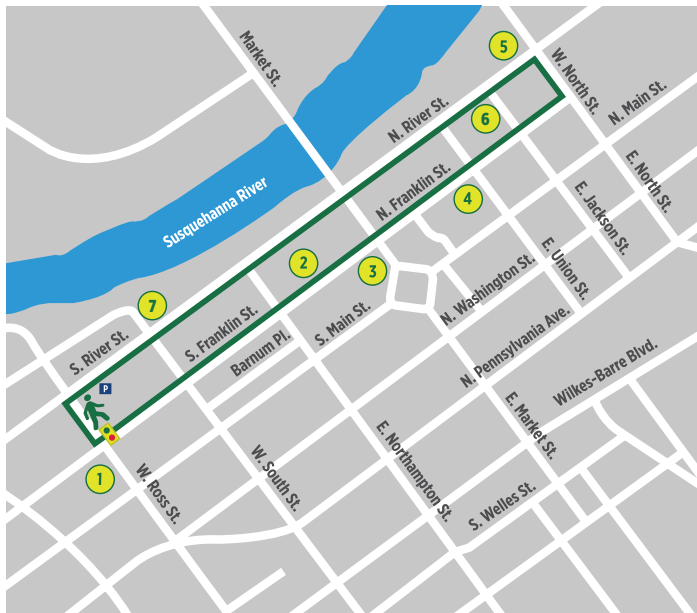 Market St.
5
W. North St.
N. Main St.
N. River St.
6
E. North St.
Susquehanna River
N. Franklin St.
4
E. Jackson St.
2
3
E. Union St.
7
N. Washington St.
S. River St.
S. Franklin St.
S. Main St.
Barnum Pl.
N. Pennsylvania Ave.
Wilkes-Barre Blvd.
P
E. Market St.
1
W. Ross St.
W. South St.
E. Northampton St.
S. Welles St.